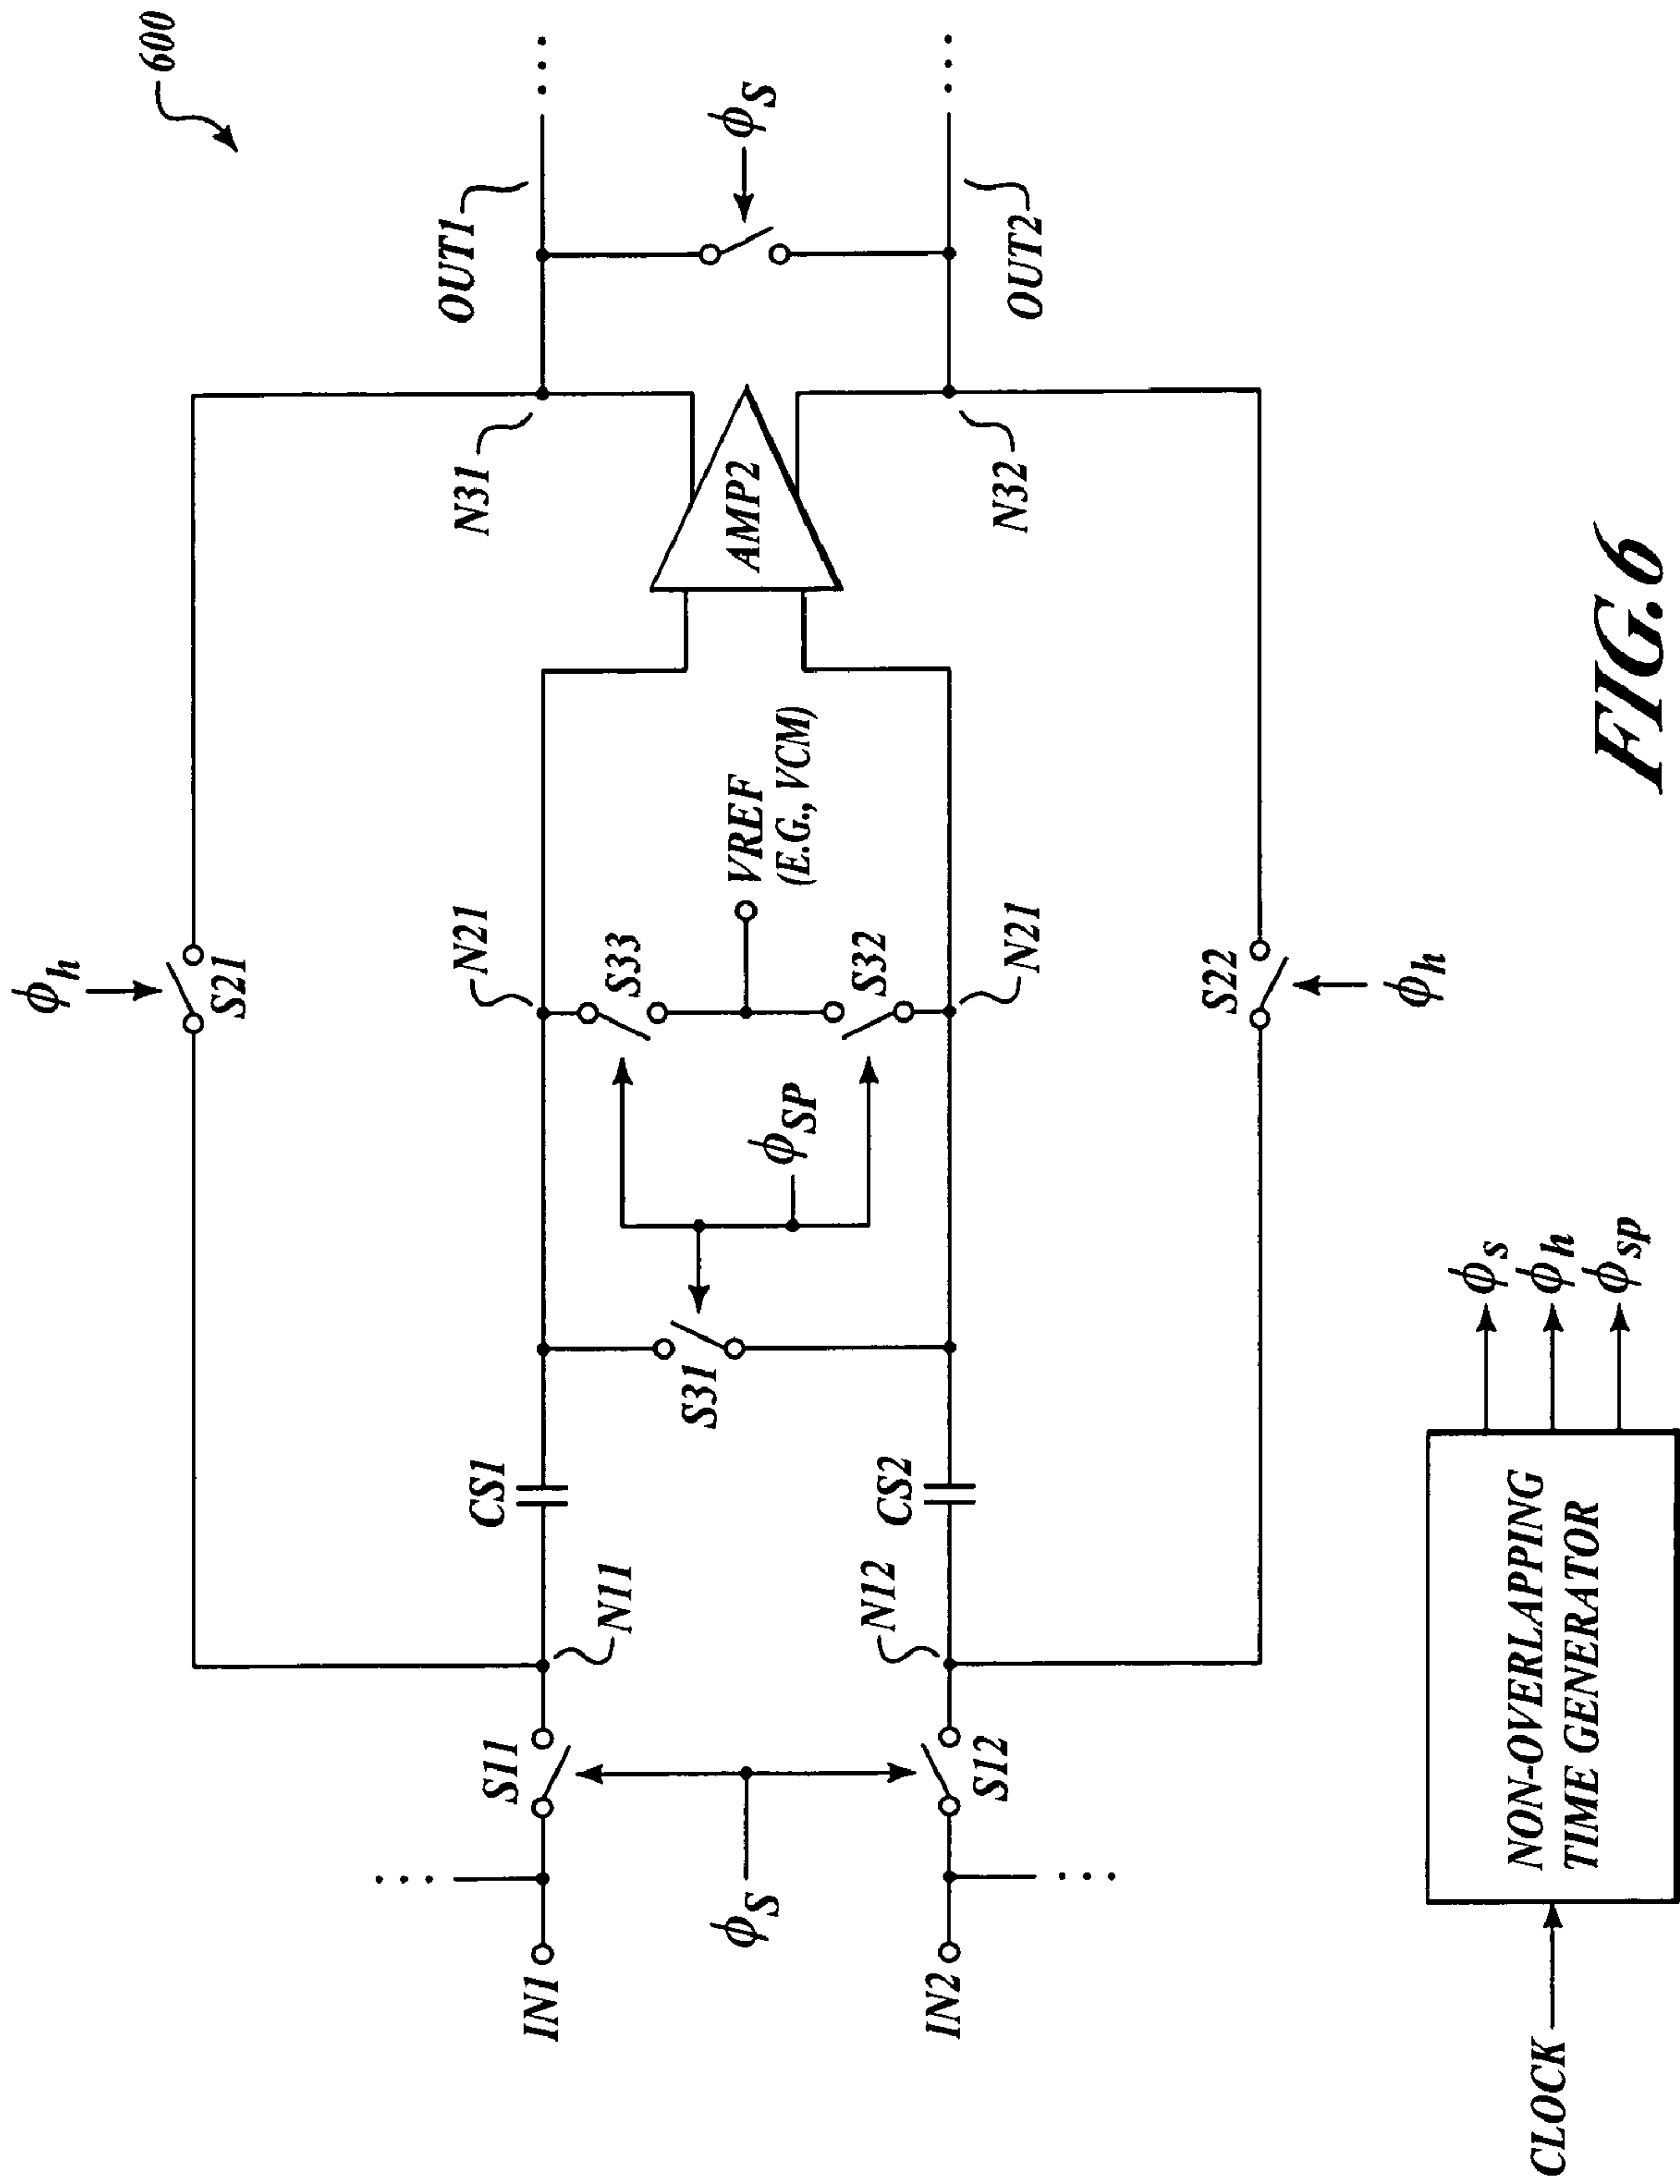 600
ϕh
S21
N31
OUT1
N21
S33
CS1
N11
S11
IN1
ϕS
AMP2
VREF
(E.G., VCM)
ϕSP
S31
ϕS
S32
N21
N32
OUT2
CS2
N12
S12
IN2
S22
ϕh
CLOCK
NON-OVERLAPPING
TIME GENERATOR
ϕs
ϕh
ϕsp
FIG.6